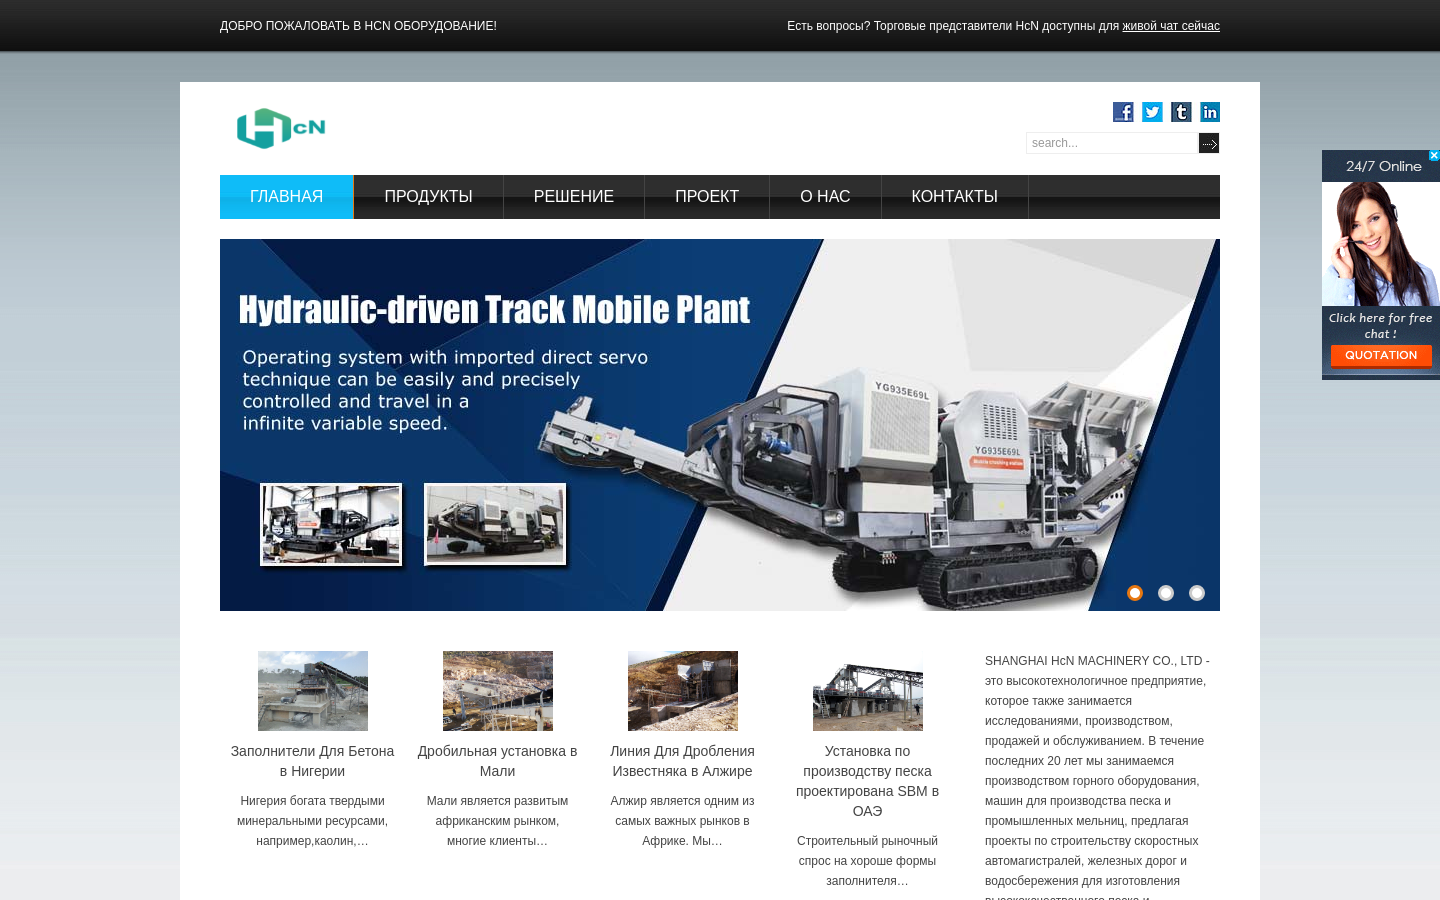 ДОБРО ПОЖАЛОВАТЬ В HCN ОБОРУДОВАНИЕ!
Есть вопросы? Торговые представители HcN доступны для живой чат сейчас
HcN
search...
ГЛАВНАЯ
ПРОДУКТЫ
РЕШЕНИЕ
ПРОЕКТ
О НАС
КОНТАКТЫ
24/7 Online
Click here for free
chat !
QUOTATION
Hydraulic-driven Track Mobile Plant
Operating system with imported direct servo
technique can be easily and precisely
controlled and travel in a
infinite variable speed.
YG935E69L
YG935E69L
Mobile crushing station
Заполнители Для Бетона
в Нигерии
Нигерия богата твердыми
минеральными ресурсами,
например,каолин,…
Дробильная установка в
Мали
Мали является развитым
африканским рынком,
многие клиенты…
Линия Для Дробления
Известняка в Алжире
Алжир является одним из
самых важных рынков в
Африке. Мы…
Установка по
производству песка
проектирована SBM в
ОАЭ
Строительный рыночный
спрос на хороше формы
заполнителя…
SHANGHAI HcN MACHINERY CO., LTD -
это высокотехнологичное предприятие,
которое также занимается
исследованиями, производством,
продажей и обслуживанием. В течение
последних 20 лет мы занимаемся
производством горного оборудования,
машин для производства песка и
промышленных мельниц, предлагая
проекты по строительству скоростных
автомагистралей, железных дорог и
водосбережения для изготовления